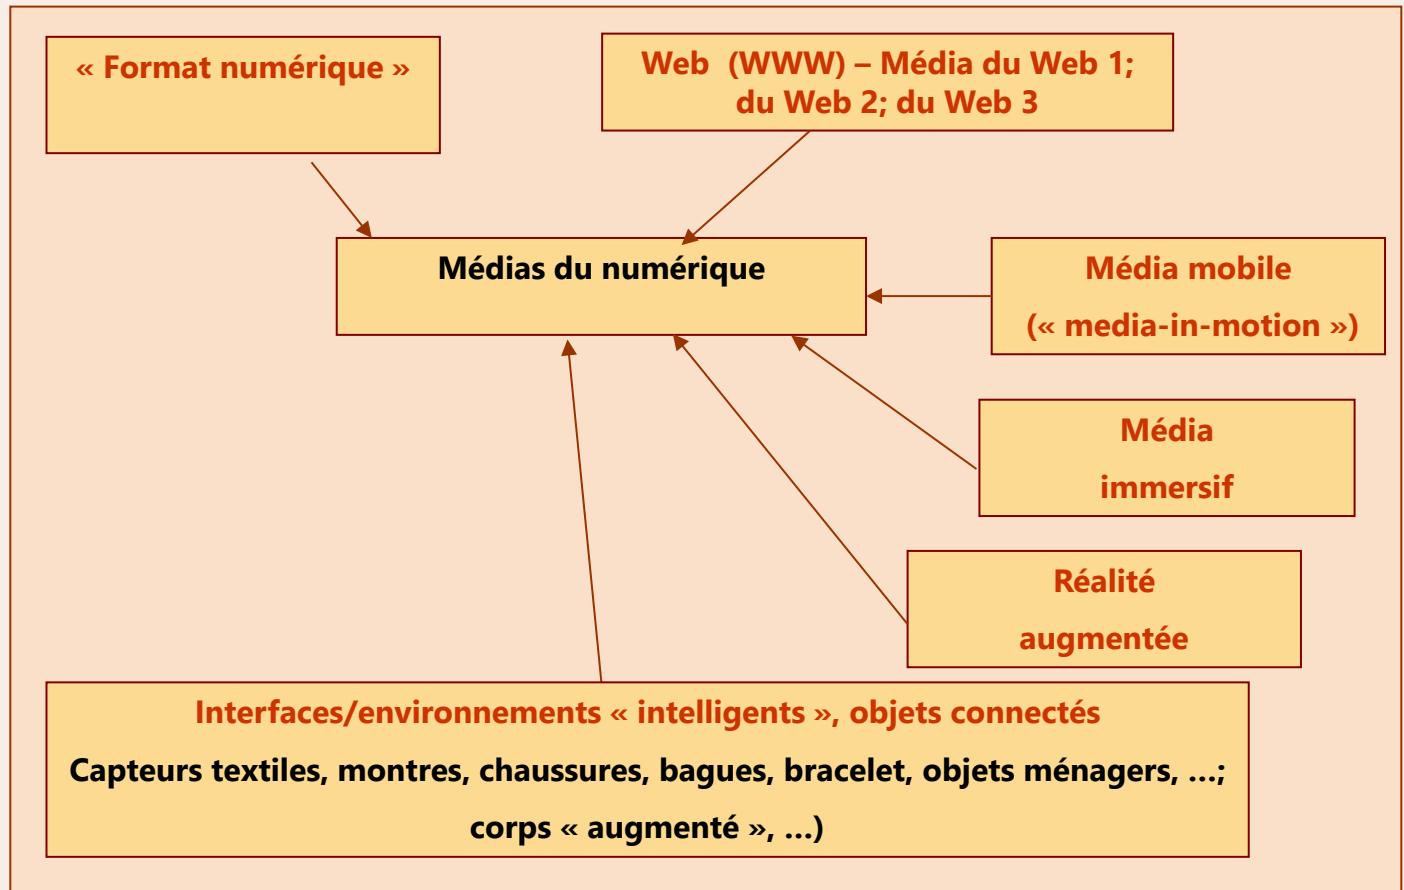 « Format numérique »
Web (WWW) – Média du Web 1;
du Web 2; du Web 3
Médias du numérique
Média mobile
(« media-in-motion »)
Média
immersif
Réalité
augmentée
Interfaces/environnements « intelligents », objets connectés
Capteurs textiles, montres, chaussures, bagues, bracelet, objets ménagers, …;
corps « augmenté », …)